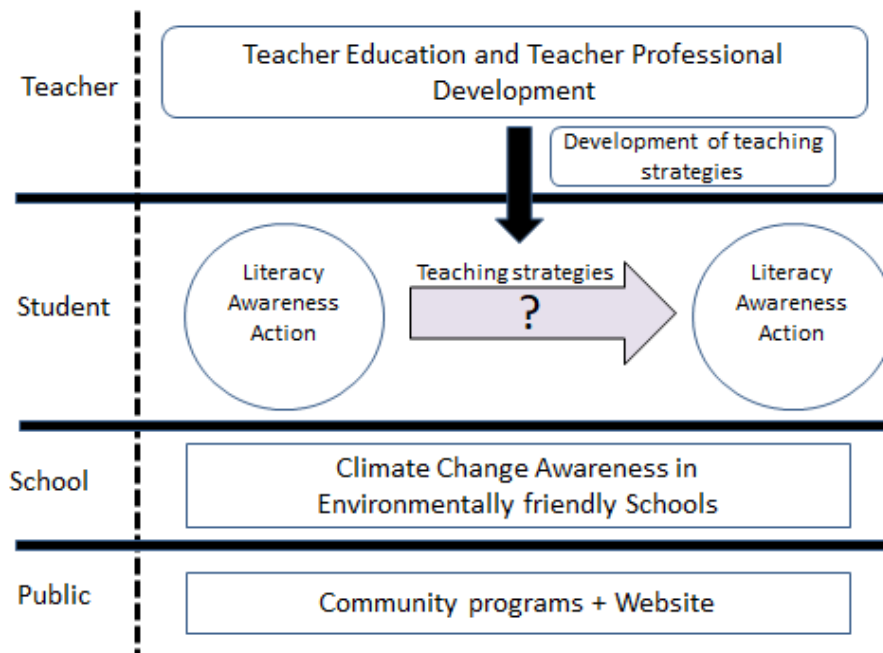 Teacher
Teacher Education and Teacher Professional
Development
Development of teaching
strategies
Student
Literacy
Awareness
Action
Teaching strategies
?
Literacy
Awareness
Action
School
Climate Change Awareness in
Environmentally friendly Schools
Public
Community programs + Website